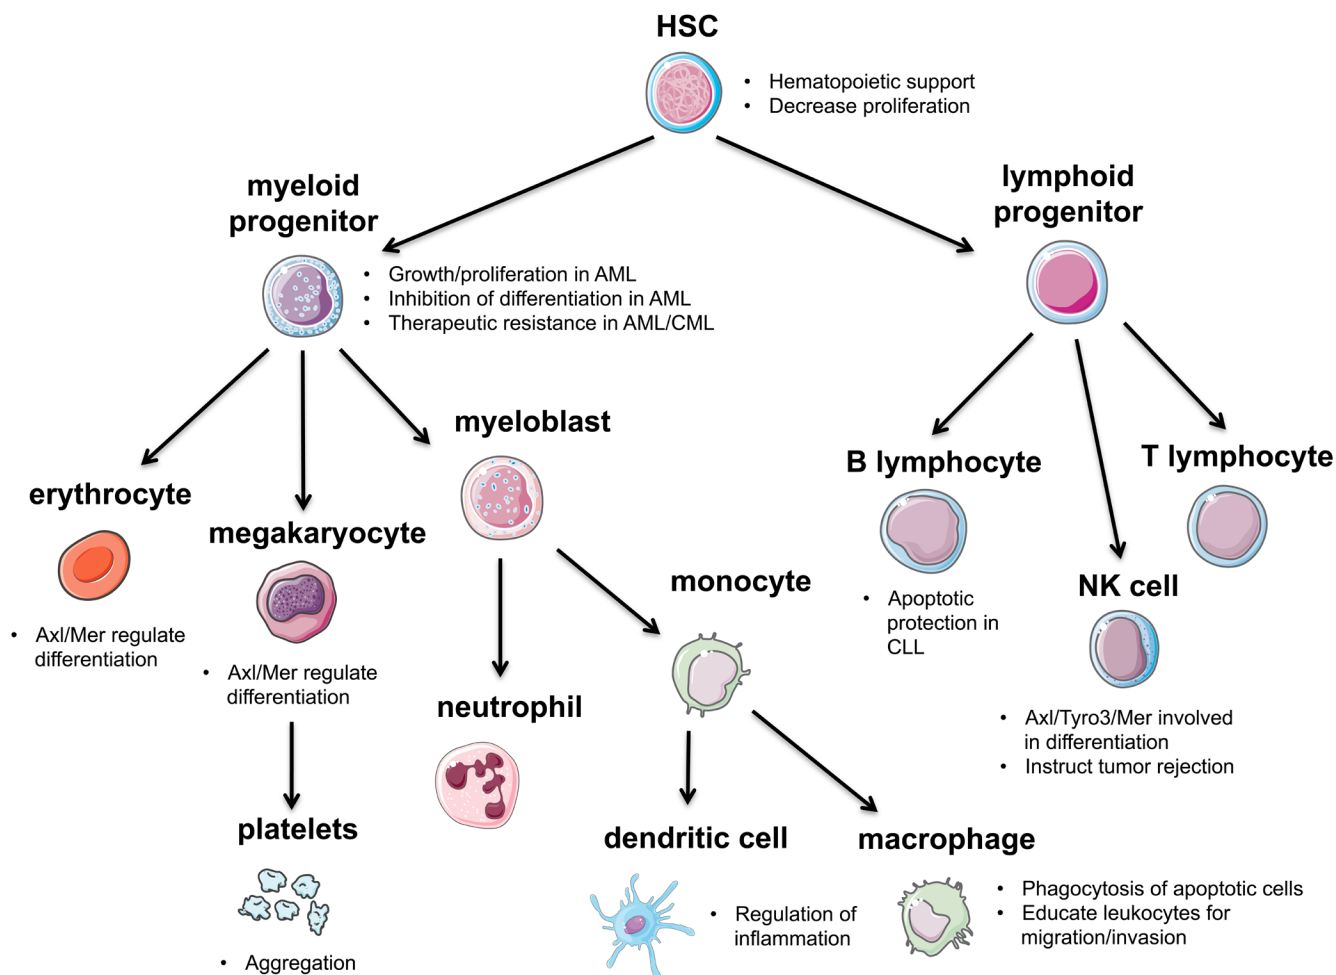 HSC
• Hematopoietic support
• Decrease proliferation
myeloid
progenitor
• Growth/proliferation in AML
• Inhibition of differentiation in AML
• Therapeutic resistance in AML/CML
lymphoid
progenitor
erythrocyte
• Axl/Mer regulate
differentiation
megakaryocyte
• Axl/Mer regulate
differentiation
platelets
• Aggregation
myeloblast
neutrophil
monocyte
dendritic cell
• Regulation of
inflammation
macrophage
• Phagocytosis of apoptotic cells
• Educate leukocytes for
migration/invasion
B lymphocyte
• Apoptotic
protection in
CLL
NK cell
• Axl/Tyro3/Mer involved
in differentiation
• Instruct tumor rejection
T lymphocyte